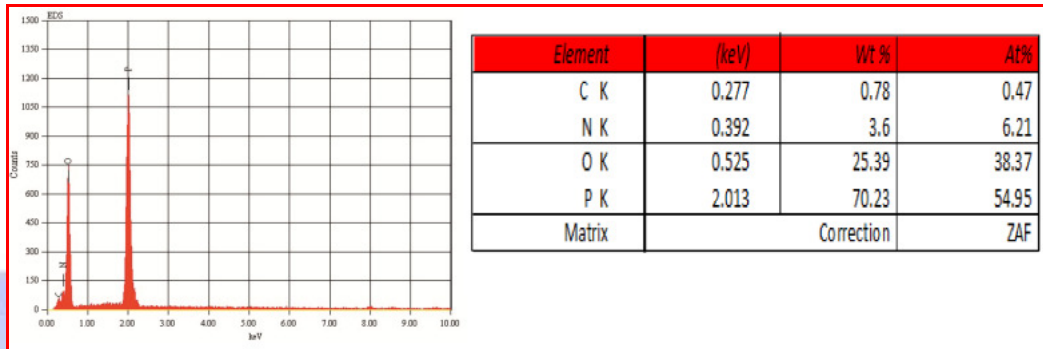 EDS
1500
1350
1200
1050
900
750
600
450
300
150
0
Counts
C
N
O
P
0.00 1.00 2.00 3.00 4.00 5.00 6.00 7.00 8.00 9.00 10.00
keV
Element (keV) Wt % At%
C K 0.277 0.78 0.47
N K 0.392 3.6 6.21
O K 0.525 25.39 38.37
P K 2.013 70.23 54.95
Matrix Correction ZAF